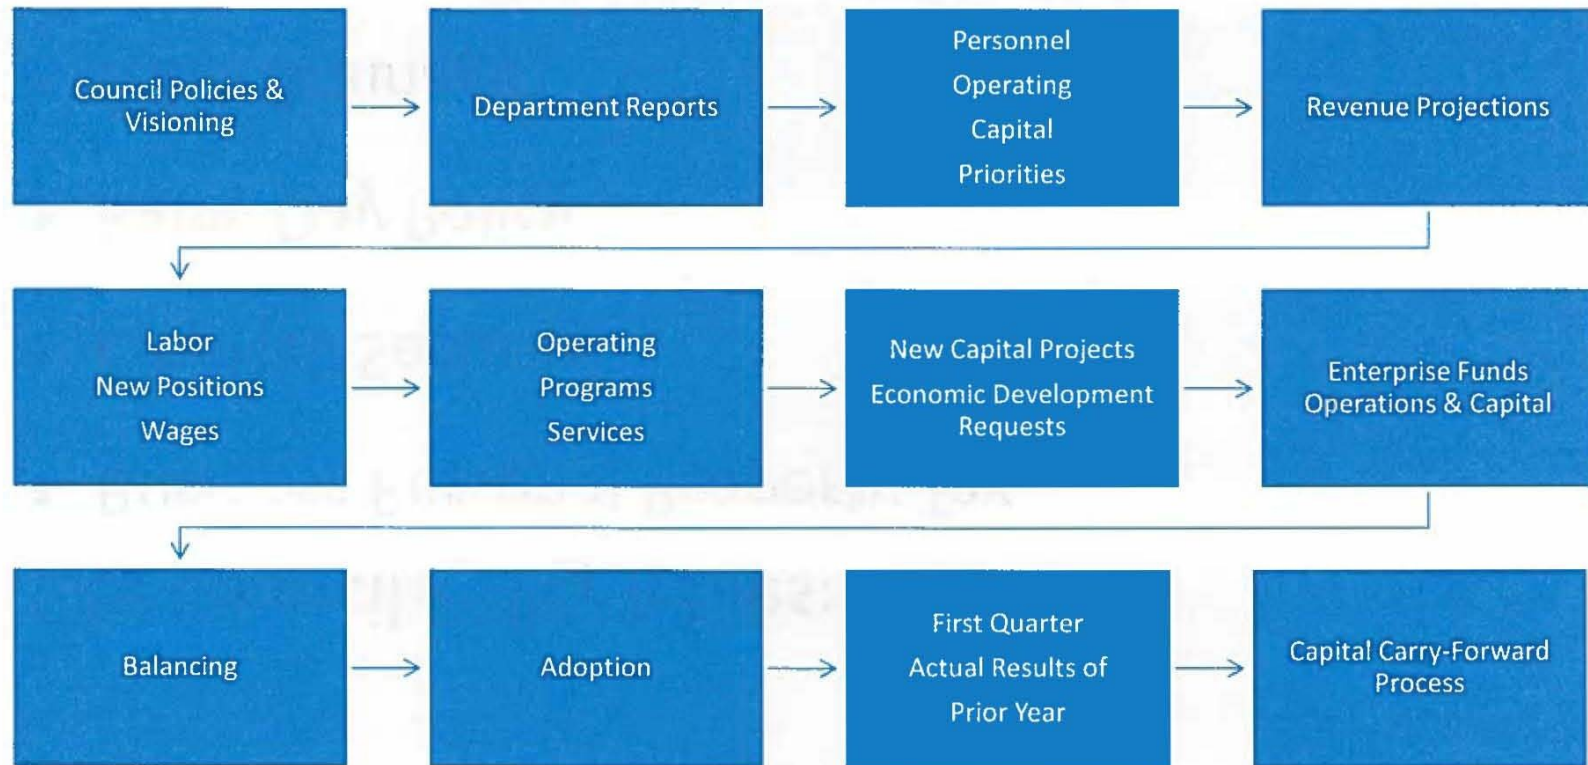 Council Policies &
Visioning
Department Reports
Personnel
Operating
Capital
Priorities
Revenue Projections
Labor
New Positions
Wages
Operating
Programs
Services
New Capital Projects
Economic Development
Requests
Enterprise Funds
Operations & Capital
Balancing
Adoption
First Quarter
Actual Results of
Prior Year
Capital Carry-Forward
Process